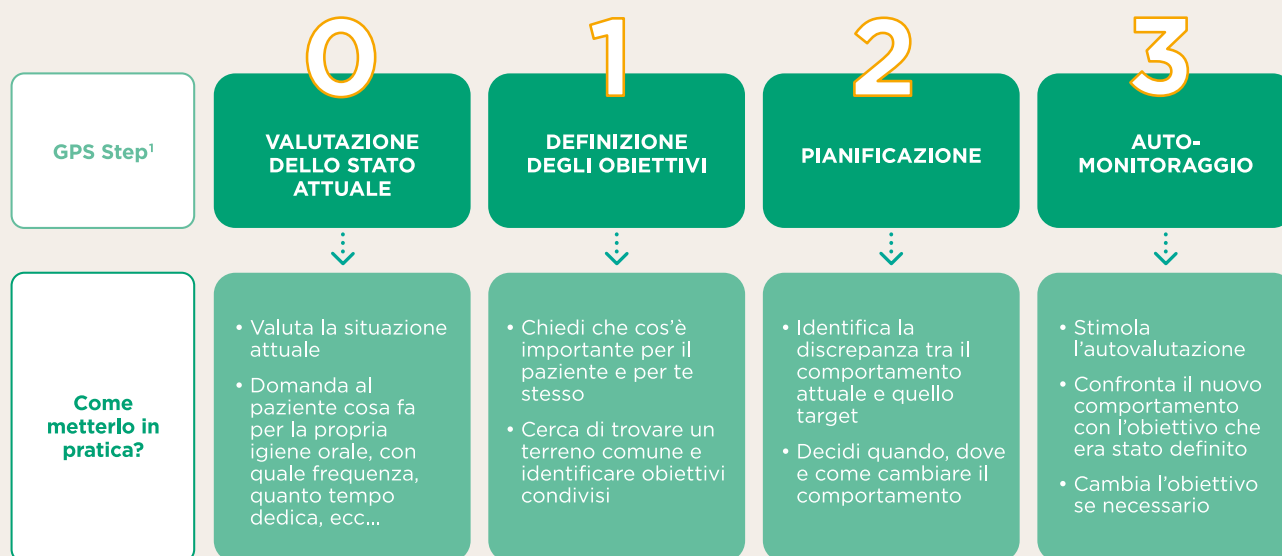 0
1
2
3
GPS Step¹
VALUTAZIONE
DELLO STATO
ATTUALE
DEFINIZIONE
DEGLI OBIETTIVI
PIANIFICAZIONE
AUTO-
MONITORAGGIO
Come
metterlo in
pratica?
• Valuta la situazione
attuale
• Domanda al
paziente cosa fa
per la propria
igiene orale, con
quale frequenza,
quanto tempo
dedica, ecc...
• Chiedi che cos'è
importante per il
paziente e per te
stesso
• Cerca di trovare un
terreno comune e
identificare obiettivi
condivisi
• Identifica la
discrepanza tra il
comportamento
attuale e quello
target
• Decidi quando, dove
e come cambiare il
comportamento
• Stimola
l'autovalutazione
• Confronta il nuovo
comportamento
con l'obiettivo che
era stato definito
• Cambia l'obiettivo
se necessario